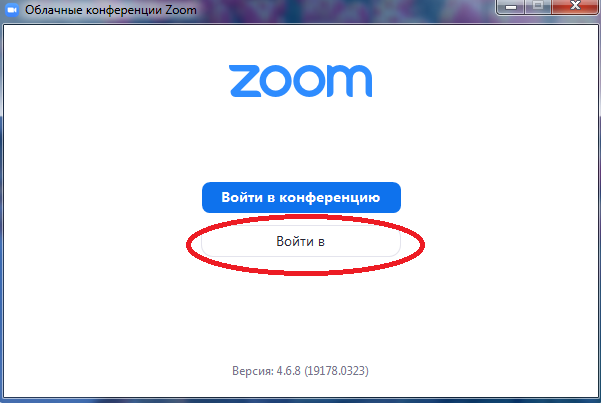 Облачные конференции Zoom
zoom
Войти в конференцию
Войти в
Версия: 4.6.8 (19178.0323)